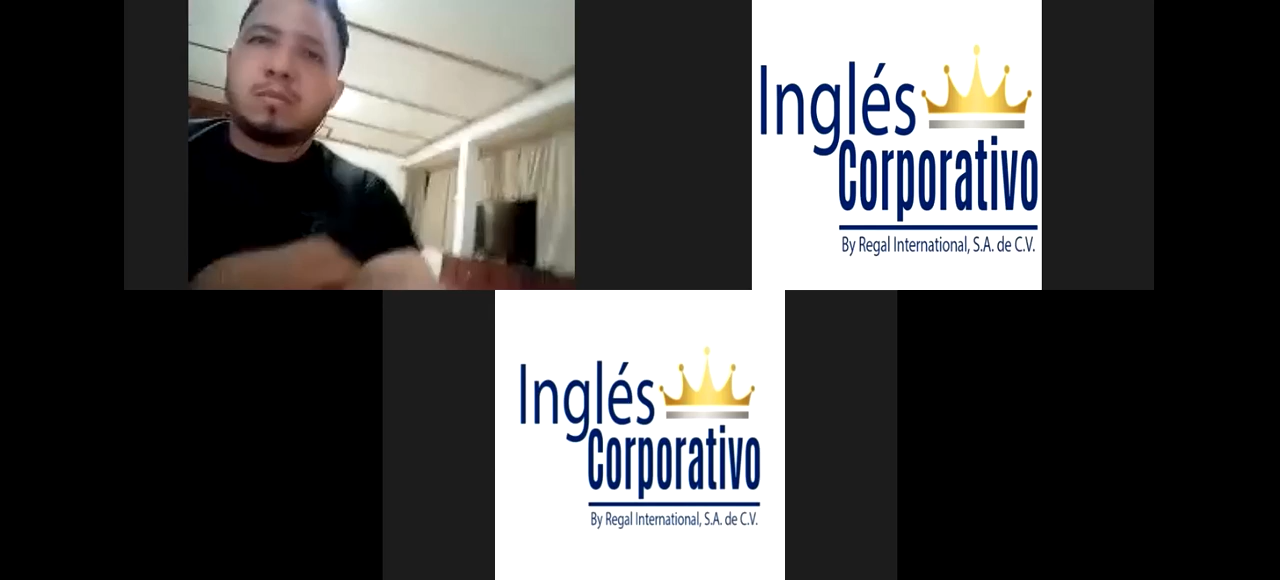 Inglés
Corporativo
By Regal International, S.A. de C.V.
Inglés
Corporativo
By Regal International, S.A. de C.V.